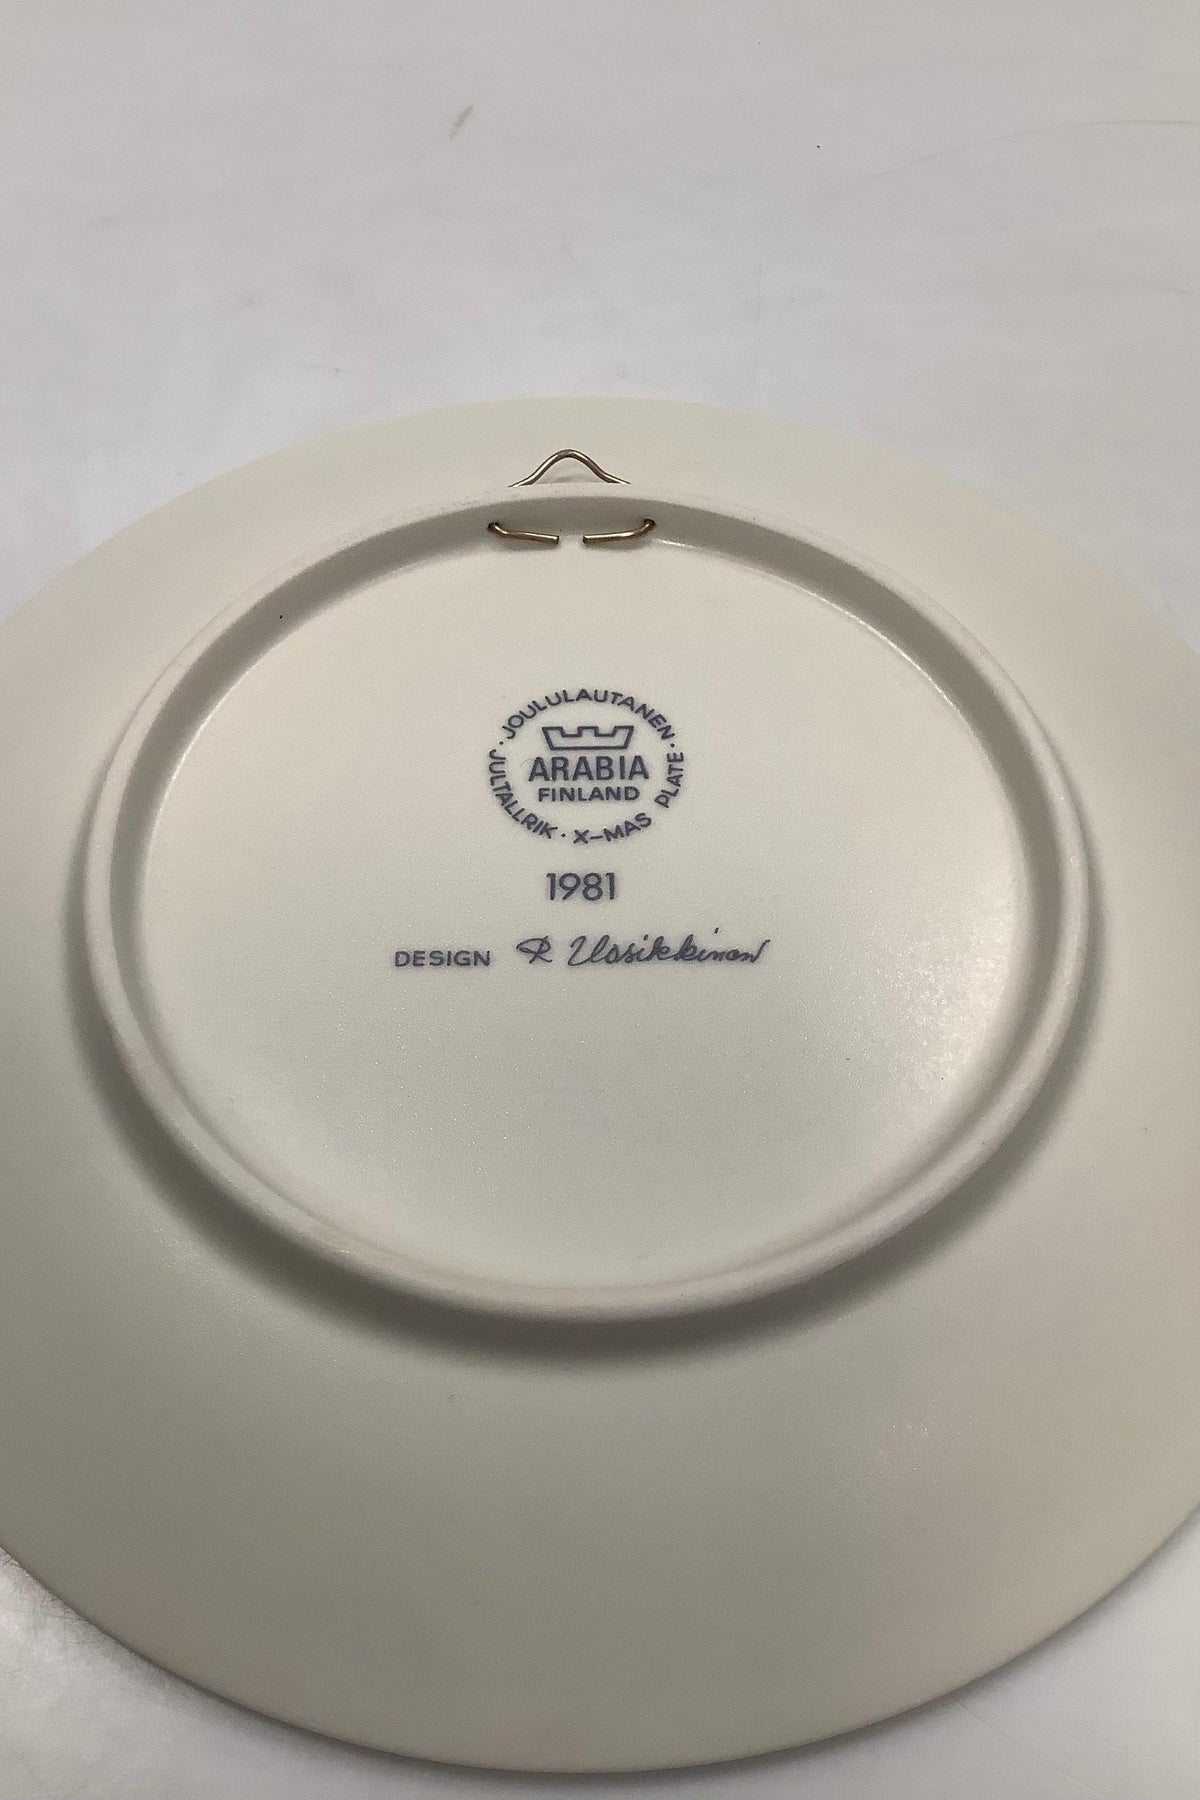 · JOULULAUTANEN · JULTALLRIK · X-MAS PLATE
ARABIA
FINLAND
1981
DESIGN R Uosikkinen